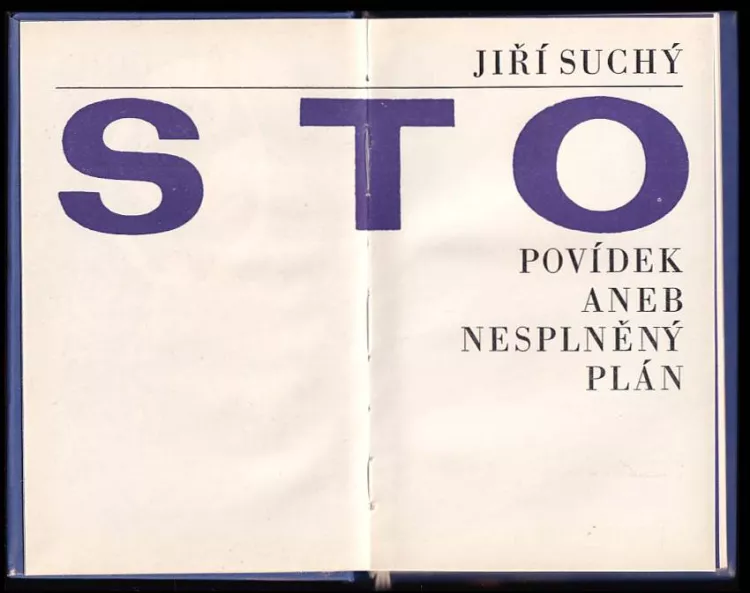 JIŘÍ SUCHÝ
STO
POVÍDEK
ANEB
NESPLNĚNÝ
PLÁN